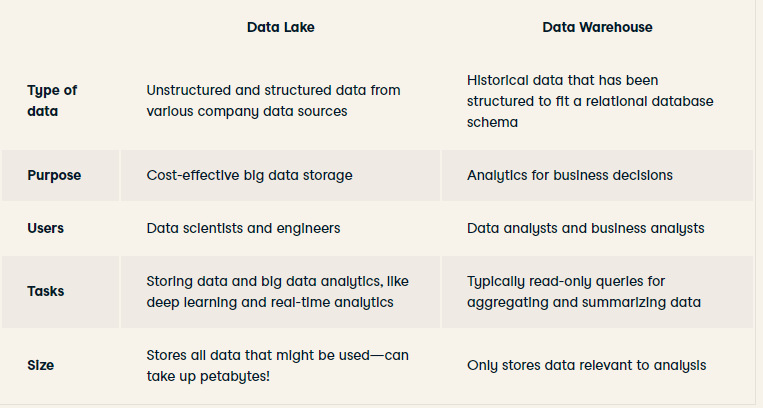 Data Lake
Data Warehouse
Type of
data
Unstructured and structured data from
various company data sources
Historical data that has been
structured to fit a relational database
schema
Purpose
Cost-effective big data storage
Analytics for business decisions
Users
Data scientists and engineers
Data analysts and business analysts
Tasks
Storing data and big data analytics, like
deep learning and real-time analytics
Typically read-only queries for
aggregating and summarizing data
Size
Stores all data that might be used—can
take up petabytes!
Only stores data relevant to analysis